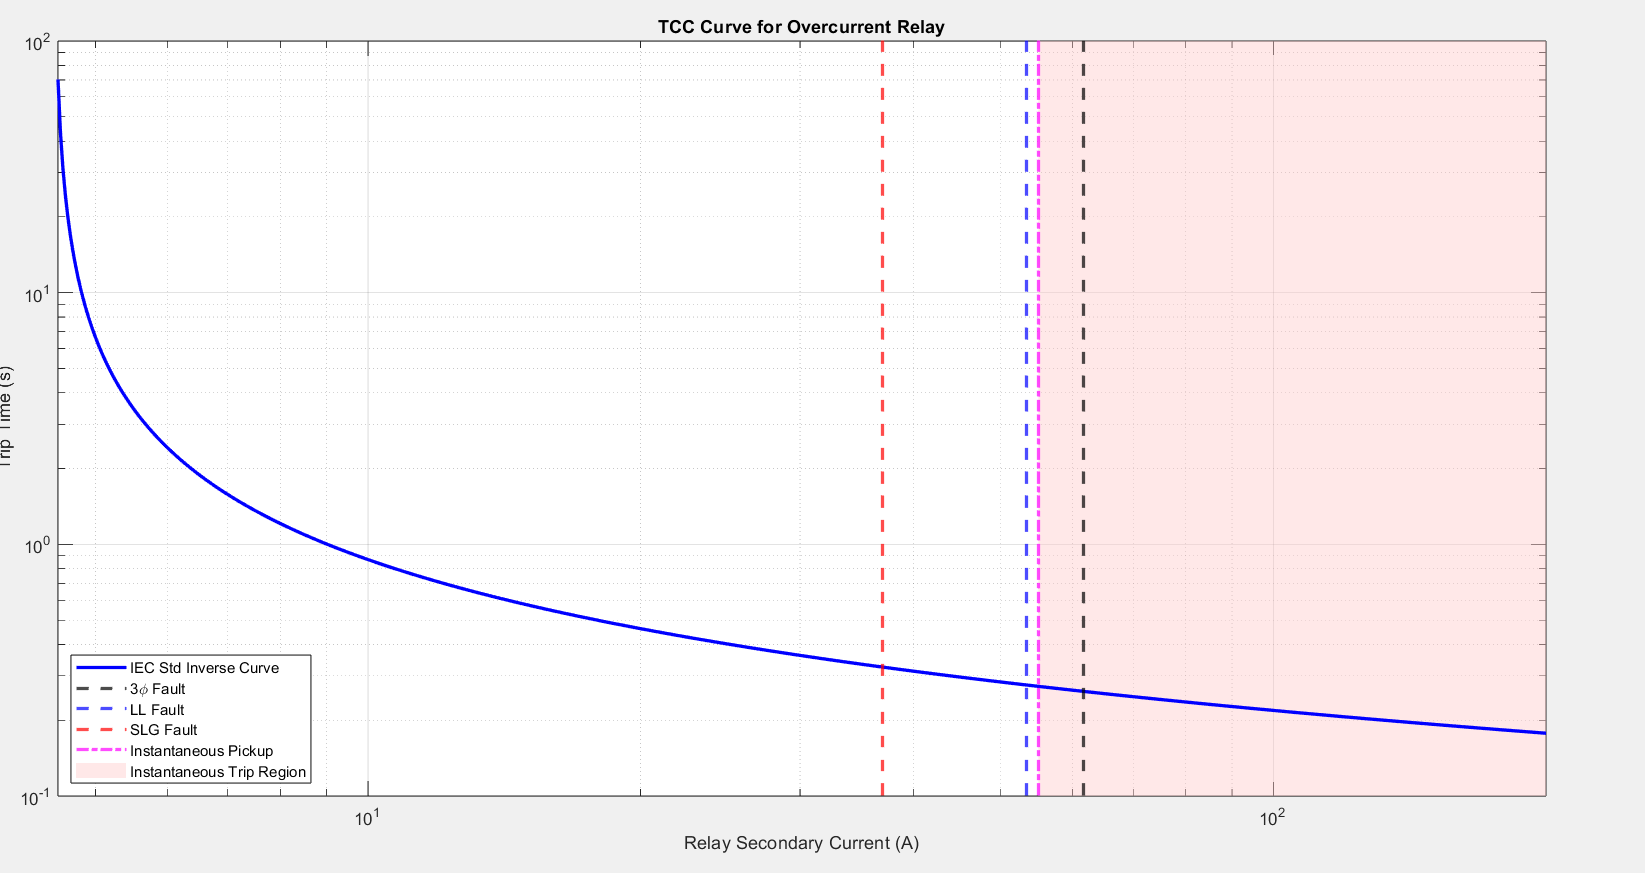 TCC Curve for Overcurrent Relay
10^2
10^1
10^0
10^-1
Trip Time (s)
IEC Std Inverse Curve
3ϕ Fault
LL Fault
SLG Fault
Instantaneous Pickup
Instantaneous Trip Region
10^1
10^2
Relay Secondary Current (A)